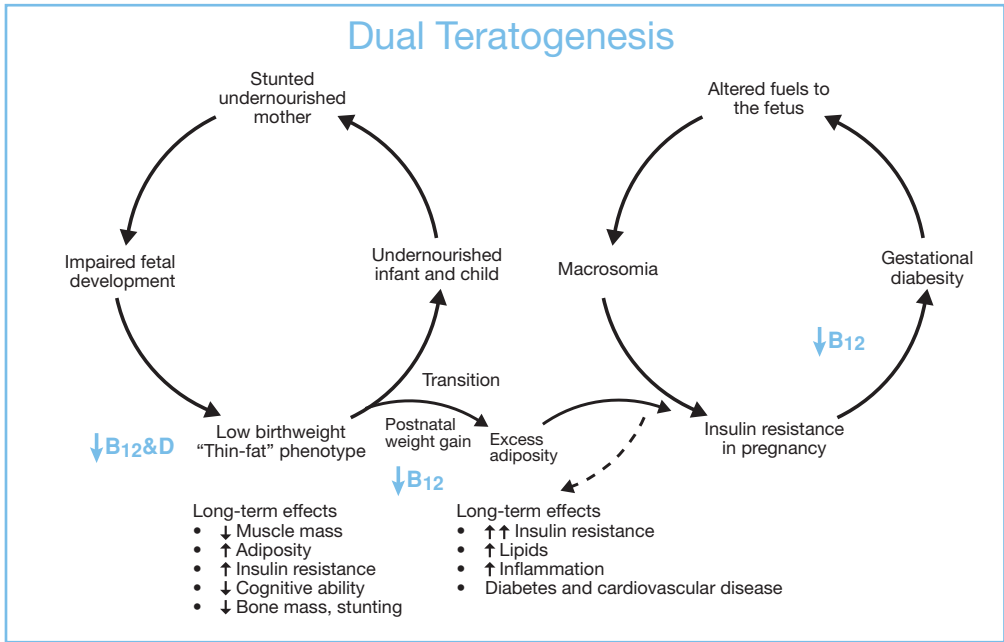 Dual Teratogenesis
Stunted
undernourished
mother
Impaired fetal
development
Undernourished
infant and child
Low birthweight
“Thin-fat” phenotype
↓B12&D
Transition
Postnatal
weight gain
↓B12
Excess
adiposity
Altered fuels to
the fetus
Macrosomia
Gestational
diabesity
↓B12
Insulin resistance
in pregnancy
Long-term effects
• ↓ Muscle mass
• ↑ Adiposity
• ↑ Insulin resistance
• ↓ Cognitive ability
• ↓ Bone mass, stunting
Long-term effects
• ↑↑ Insulin resistance
• ↑ Lipids
• ↑ Inflammation
• Diabetes and cardiovascular disease